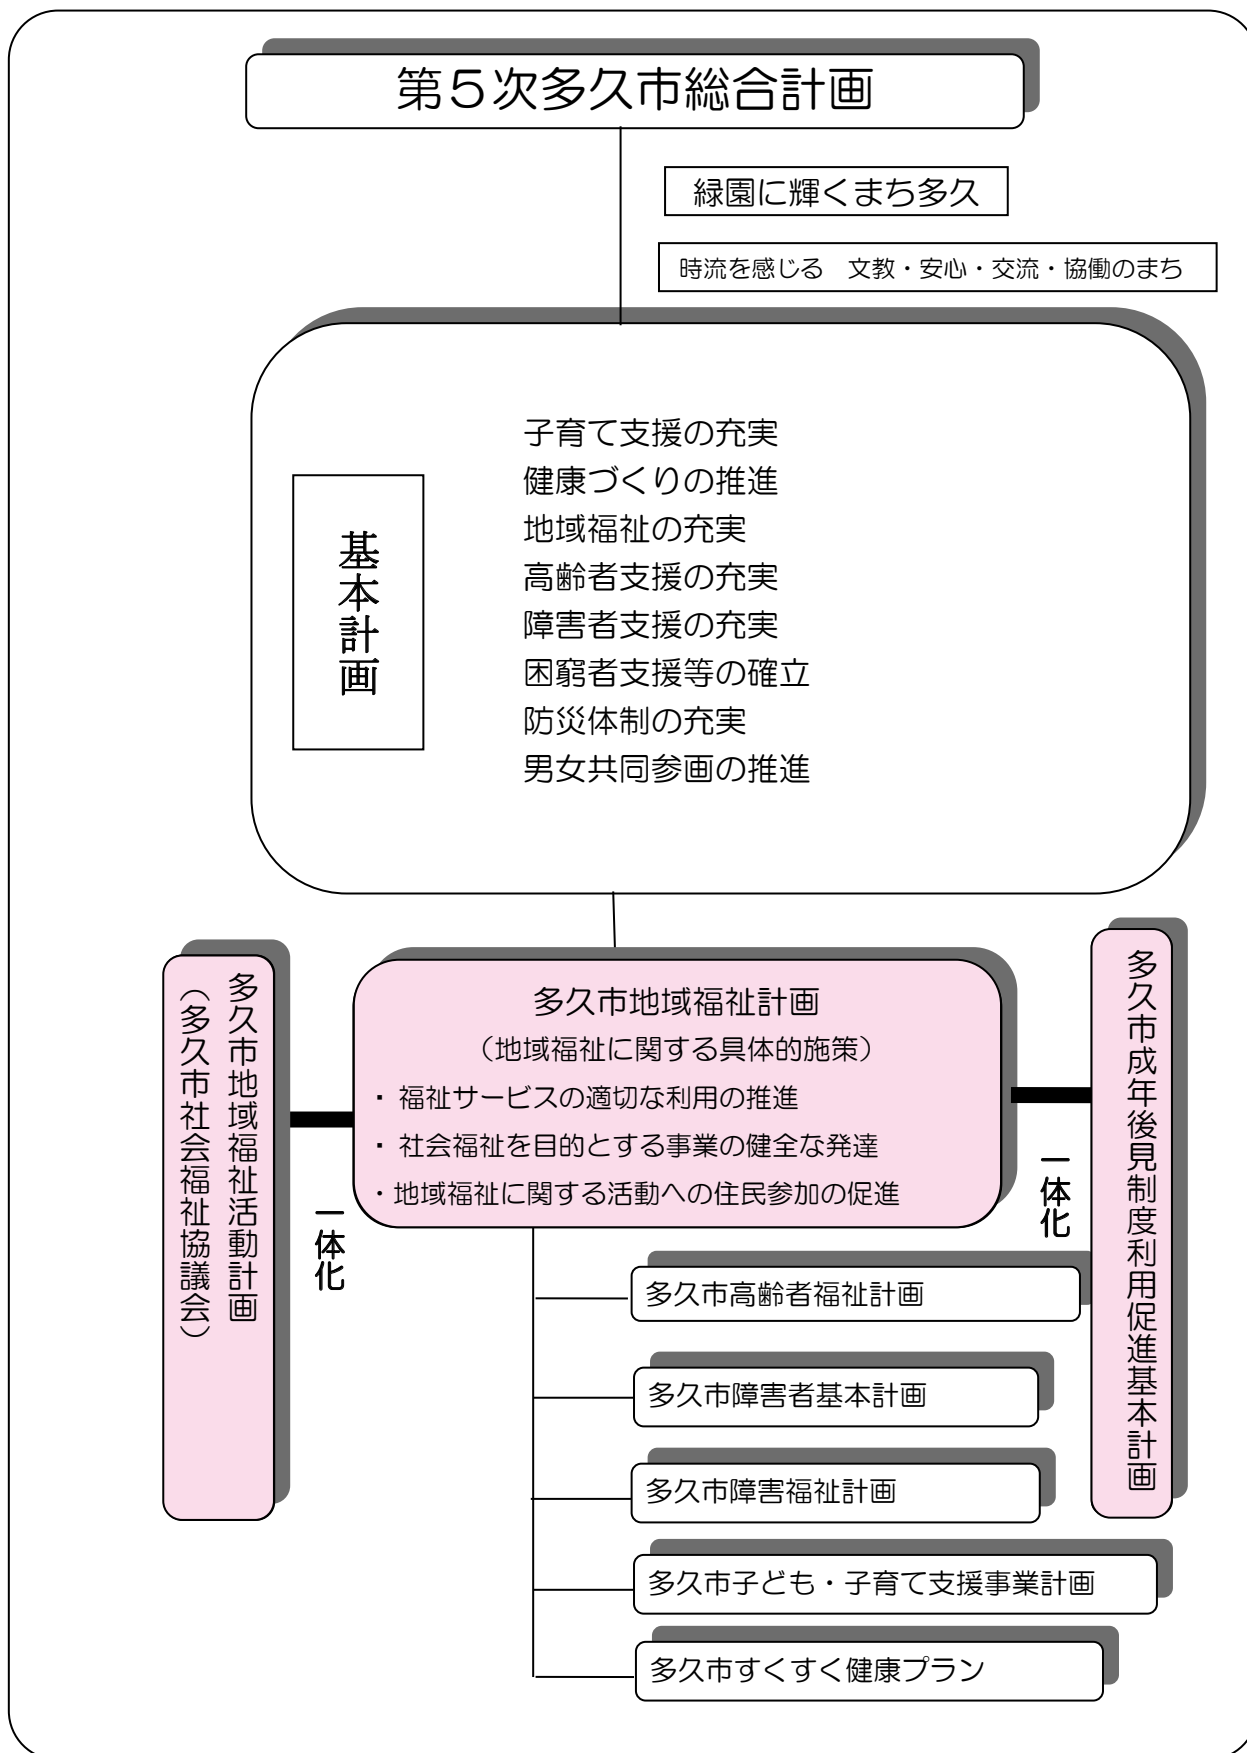 第５次多久市総合計画
緑園に輝くまち多久
時流を感じる　文教・安心・交流・協働のまち
基本計画
子育て支援の充実
健康づくりの推進
地域福祉の充実
高齢者支援の充実
障害者支援の充実
困窮者支援等の確立
防災体制の充実
男女共同参画の推進
多久市地域福祉活動計画
（多久市社会福祉協議会）
一体化
多久市地域福祉計画
（地域福祉に関する具体的施策）
・ 福祉サービスの適切な利用の推進
・ 社会福祉を目的とする事業の健全な発達
・地域福祉に関する活動への住民参加の促進
一体化
多久市成年後見制度利用促進基本計画
多久市高齢者福祉計画
多久市障害者基本計画
多久市障害福祉計画
多久市子ども・子育て支援事業計画
多久市すくすく健康プラン